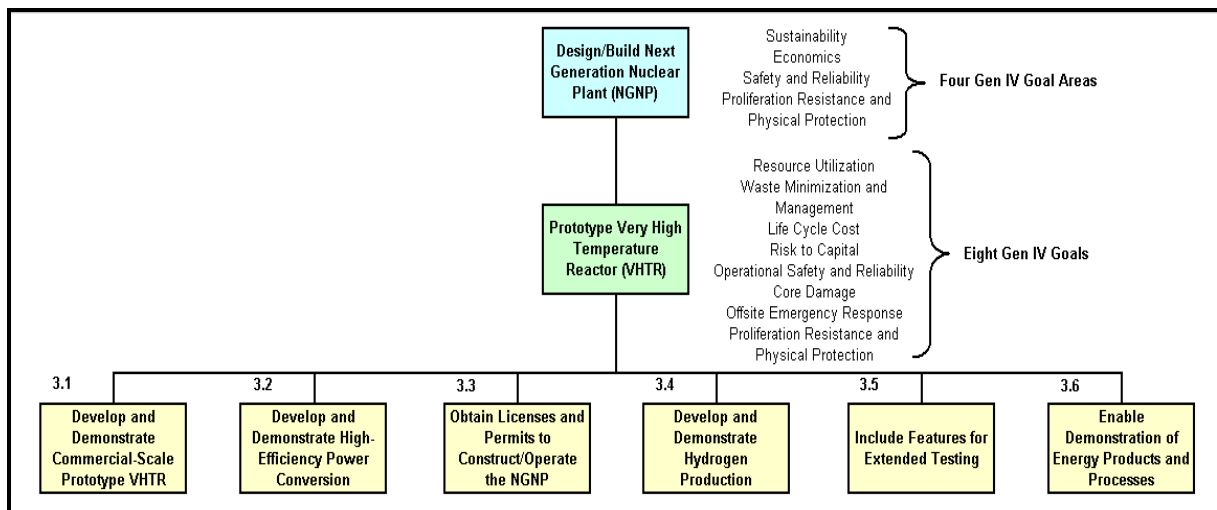 Design/Build Next
Generation Nuclear
Plant (NGNP)
Sustainability
Economics
Safety and Reliability
Proliferation Resistance and
Physical Protection
Four Gen IV Goal Areas
Prototype Very High
Temperature
Reactor (VHTR)
Resource Utilization
Waste Minimization and
Management
Life Cycle Cost
Risk to Capital
Operational Safety and Reliability
Core Damage
Offsite Emergency Response
Proliferation Resistance and
Physical Protection
Eight Gen IV Goals
3.1
Develop and
Demonstrate
Commercial-Scale
Prototype VHTR
3.2
Develop and
Demonstrate High-
Efficiency Power
Conversion
3.3
Obtain Licenses and
Permits to
Construct/Operate
the NGNP
3.4
Develop and
Demonstrate
Hydrogen
Production
3.5
Include Features for
Extended Testing
3.6
Enable
Demonstration of
Energy Products and
Processes